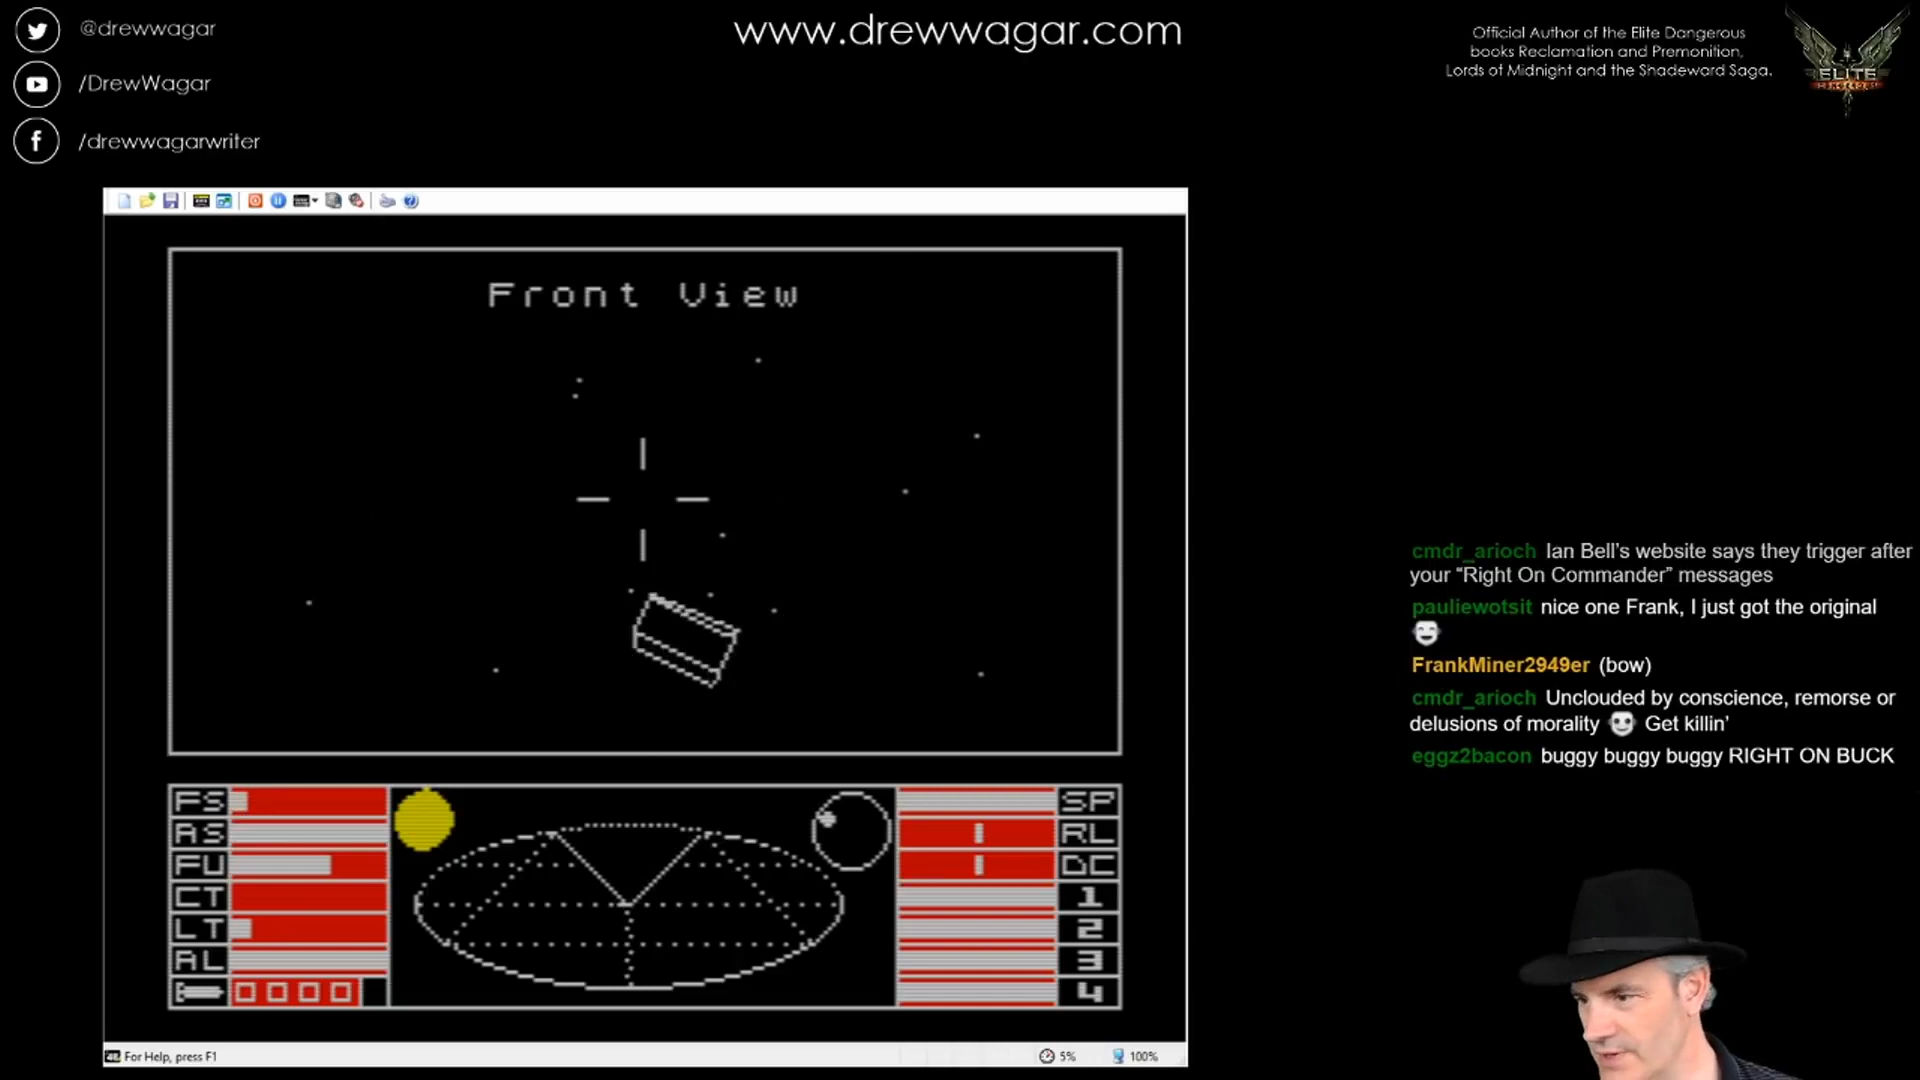 @drewwagar
/DrewWagar
/drewwagarwriter
www.drewwagar.com
Official Author of the Elite Dangerous
books Reclamation and Premonition,
Lords of Midnight and the Shadeward Saga.
ELITE
DANGEROUS
Front View
FS
AS
FU
CT
LT
AL
SP
RL
DC
1
2
3
4
For Help, press F1
5%
100%
cmdr_arioch Ian Bell's website says they trigger after
your “Right On Commander” messages
pauliewotsit nice one Frank, I just got the original
FrankMiner2949er (bow)
cmdr_arioch Unclouded by conscience, remorse or
delusions of morality Get killin'
eggz2bacon buggy buggy buggy RIGHT ON BUCK